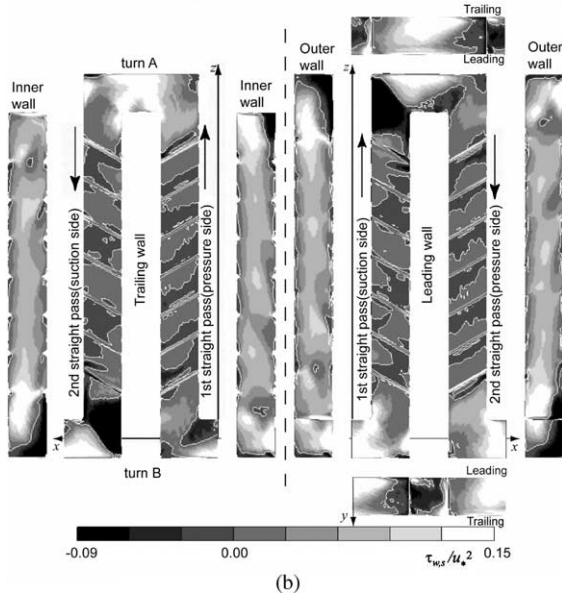 Trailing
turn A
z
Outer wall
z
Leading
Outer wall
Inner wall
Inner wall
2nd straight pass(suction side)
Trailing wall
1st straight pass(pressure side)
1st straight pass(suction side)
Leading wall
2nd straight pass(pressure side)
x
x
turn B
Leading
y
Trailing
-0.09
0.00
τw,s/u*²
0.15
(b)